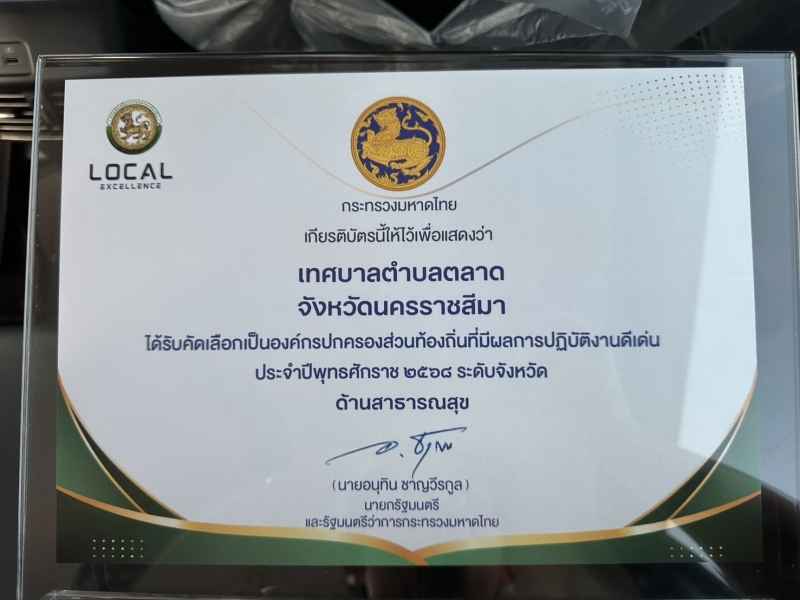 LOCAL
EXCELLENCE
กระทรวงมหาดไทย
เกียรติบัตรนี้ให้ไว้เพื่อแสดงว่า
เทศบาลตำบลตลาด
จังหวัดนครราชสีมา
ได้รับคัดเลือกเป็นองค์กรปกครองส่วนท้องถิ่นที่มีผลการปฏิบัติงานดีเด่น
ประจำปีพุทธศักราช ๒๕๖๘ ระดับจังหวัด
ด้านสาธารณสุข
(นายอนุทิน ชาญวีรกูล)
นายกรัฐมนตรี
และรัฐมนตรีว่าการกระทรวงมหาดไทย